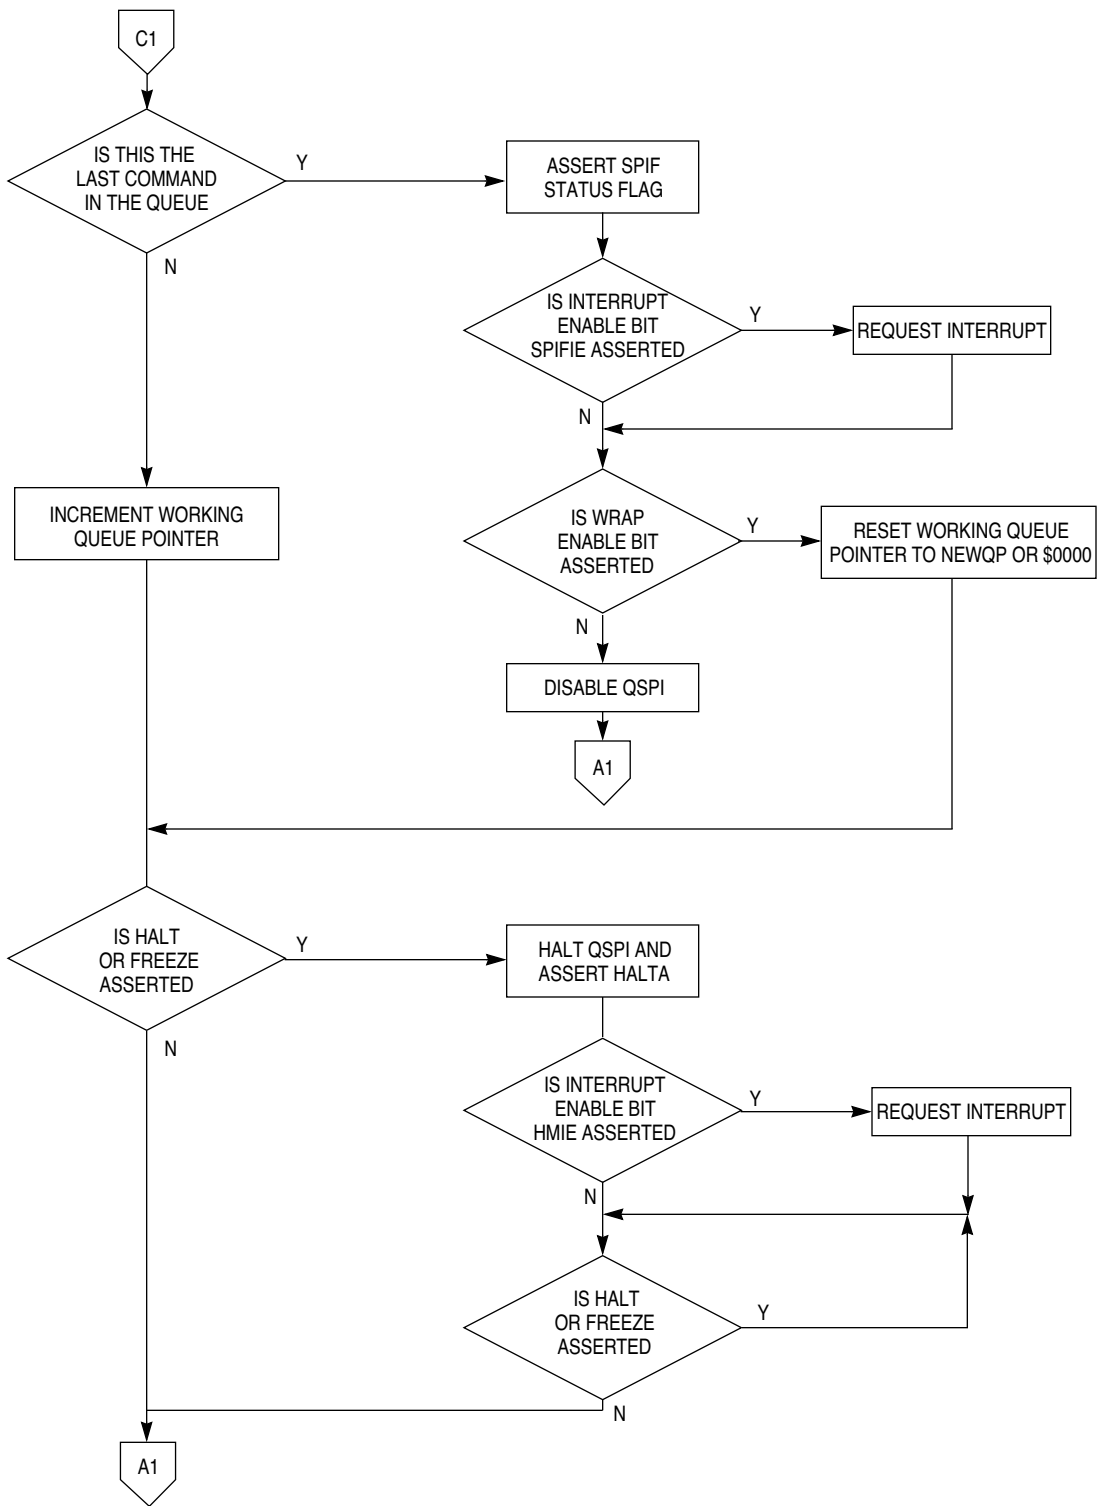 C1
IS THIS THE
LAST COMMAND
IN THE QUEUE
Y
N
ASSERT SPIF
STATUS FLAG
IS INTERRUPT
ENABLE BIT
SPIFIE ASSERTED
Y
N
REQUEST INTERRUPT
INCREMENT WORKING
QUEUE POINTER
IS WRAP
ENABLE BIT
ASSERTED
Y
N
RESET WORKING QUEUE
POINTER TO NEWQP OR $0000
DISABLE QSPI
A1
IS HALT
OR FREEZE
ASSERTED
Y
N
HALT QSPI AND
ASSERT HALTA
IS INTERRUPT
ENABLE BIT
HMIE ASSERTED
Y
N
REQUEST INTERRUPT
IS HALT
OR FREEZE
ASSERTED
Y
N
A1